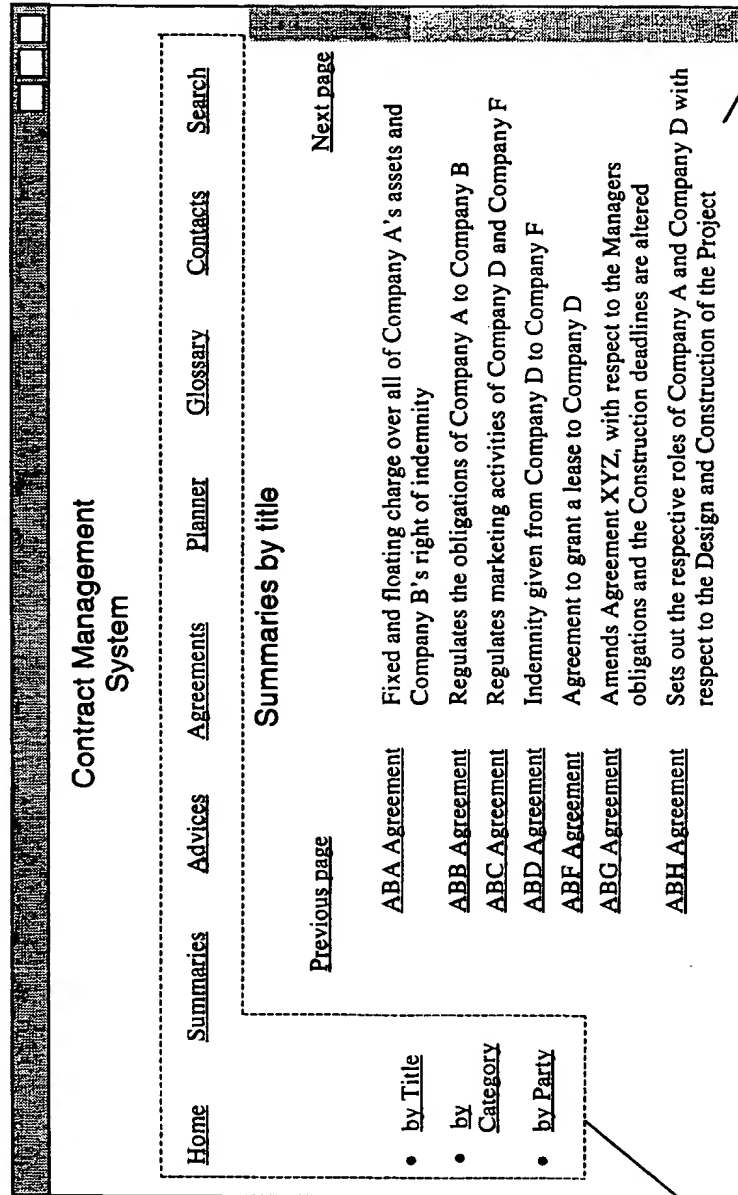 Contract Management
System
Home Summaries Advices Agreements Planner Glossary Contacts Search
Summaries by title
• by Title
• by
Category
• by Party
Previous page Next page
ABA Agreement Fixed and floating charge over all of Company A's assets and
Company B's right of indemnity
ABB Agreement Regulates the obligations of Company A to Company B
ABC Agreement Regulates marketing activities of Company D and Company F
ABD Agreement Indemnity given from Company D to Company F
ABF Agreement Agreement to grant a lease to Company D
ABG Agreement Amends Agreement XYZ, with respect to the Managers
obligations and the Construction deadlines are altered
ABH Agreement Sets out the respective roles of Company A and Company D with
respect to the Design and Construction of the Project